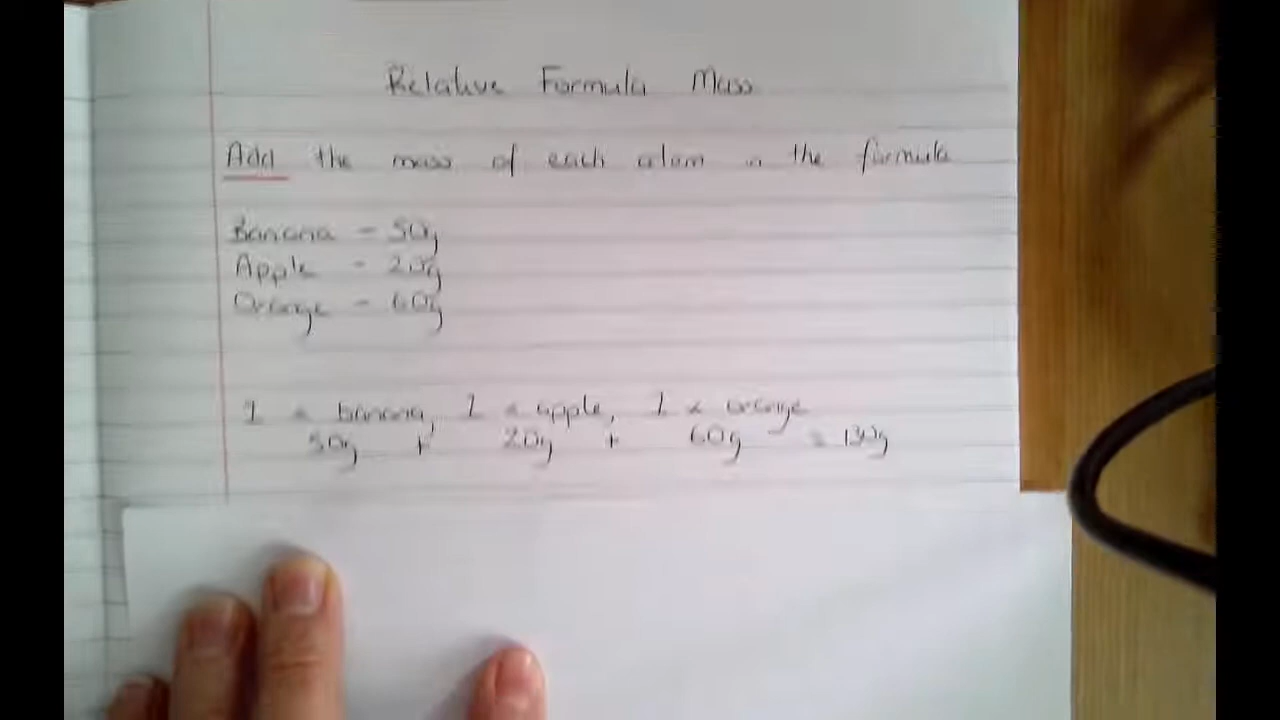 Relative Formula Mass
Add the mass of each atom in the formula
Banana - 50g
Apple - 20g
Orange - 60g
1 x banana, 1 x apple, 1 x orange
50g + 20g + 60g = 130g